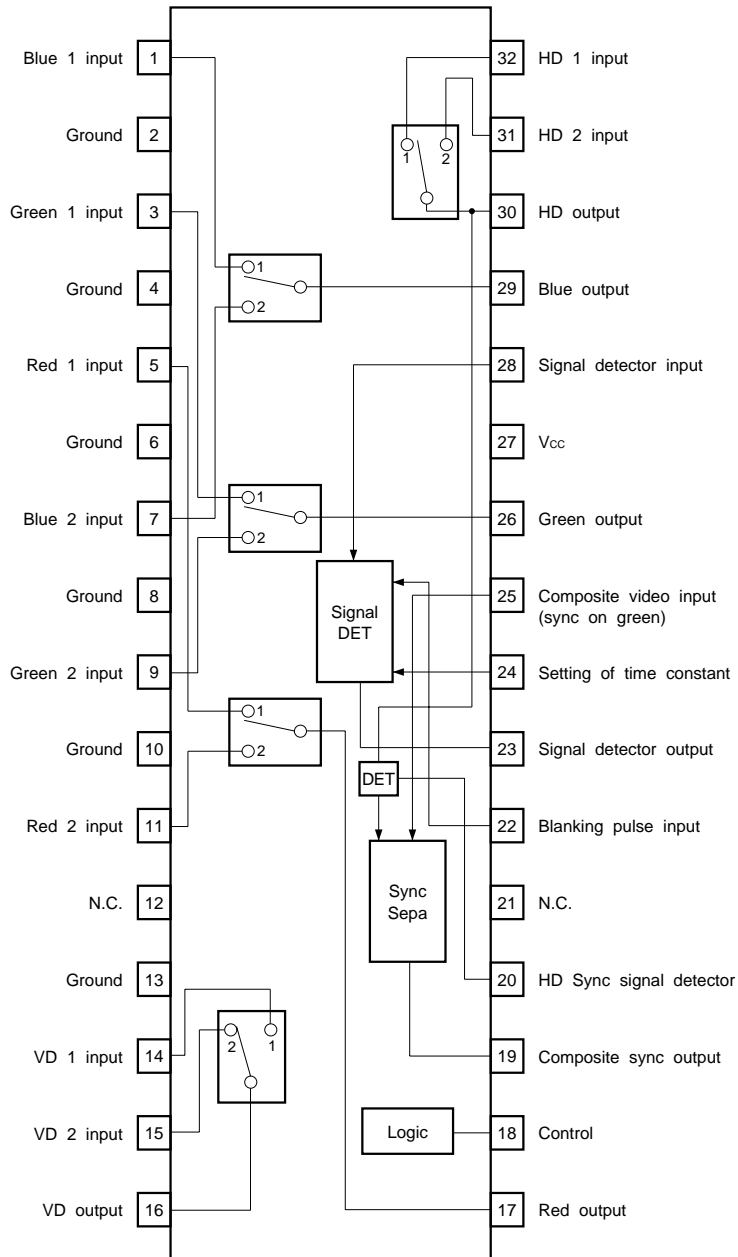 Blue 1 input 1
Ground 2
Green 1 input 3
Ground 4
Red 1 input 5
Ground 6
Blue 2 input 7
Ground 8
Green 2 input 9
Ground 10
Red 2 input 11
N.C. 12
Ground 13
VD 1 input 14
VD 2 input 15
VD output 16
1 2
1
2
1
2
1
2
2 1
Signal
DET
DET
Sync
Sepa
Logic
32 HD 1 input
31 HD 2 input
30 HD output
29 Blue output
28 Signal detector input
27 Vcc
26 Green output
25 Composite video input
(sync on green)
24 Setting of time constant
23 Signal detector output
22 Blanking pulse input
21 N.C.
20 HD Sync signal detector
19 Composite sync output
18 Control
17 Red output